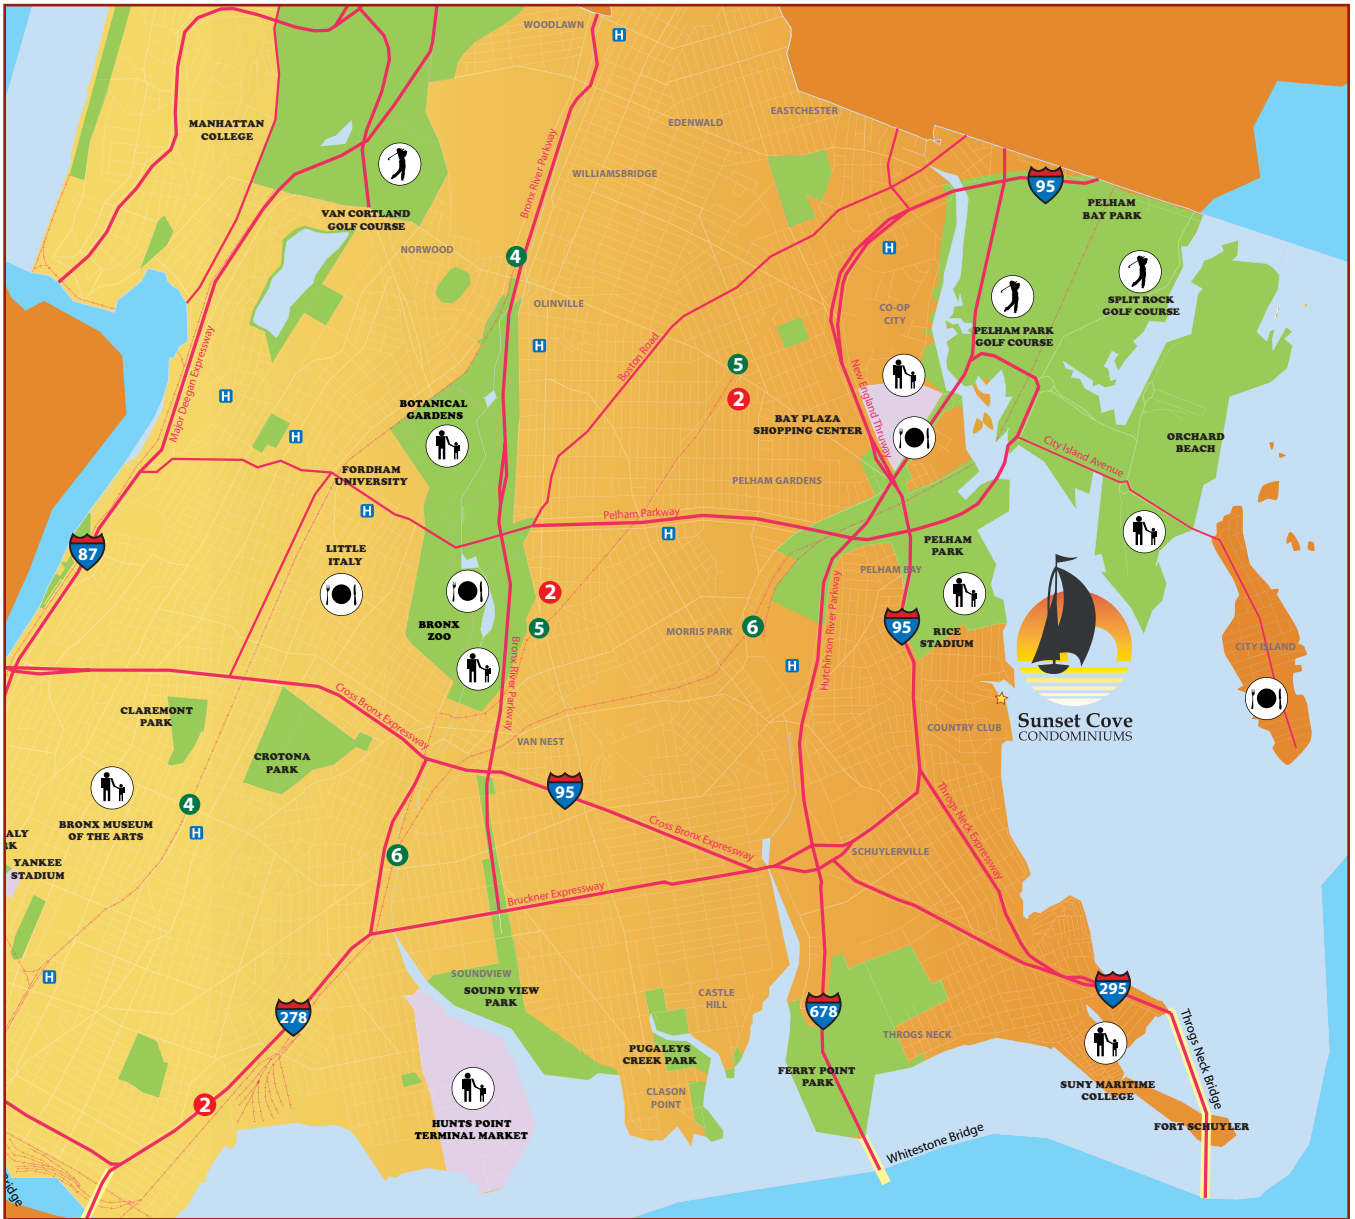 WOODLAWN
H
EASTCHESTER
EDENWALD
MANHATTAN
COLLEGE
Bronx River Parkway
WILLIAMSBRIDGE
95
PELHAM
BAY PARK
VAN CORTLAND
GOLF COURSE
NORWOOD
4
H
SPLIT ROCK
GOLF COURSE
OLINVILLE
CO-OP
CITY
PELHAM PARK
GOLF COURSE
Major Deegan Expressway
H
Boston Road
5
2
New England Thruway
H
BOTANICAL
GARDENS
BAY PLAZA
SHOPPING CENTER
H
ORCHARD
BEACH
City Island Avenue
FORDHAM
UNIVERSITY
PELHAM GARDENS
H
Pelham Parkway
H
87
LITTLE
ITALY
PELHAM
PARK
PELHAM BAY
2
BRONX
ZOO
5
MORRIS PARK
6
Hutchinson River Parkway
95
RICE
STADIUM
CITY ISLAND
H
Bronx River Parkway
Cross Bronx Expressway
CLAREMONT
PARK
Sunset Cove
CONDOMINIUMS
COUNTRY CLUB
VAN NEST
CROTONA
PARK
95
4
Throgs Neck Expressway
BRONX MUSEUM
OF THE ARTS
H
Cross Bronx Expressway
ALY
RK
YANKEE
STADIUM
6
SCHUYLERVILLE
Bruckner Expressway
H
SOUNDVIEW
SOUND VIEW
PARK
CASTLE
HILL
295
278
678
THROGS NECK
Throgs Neck Bridge
PUGALEYS
CREEK PARK
FERRY POINT
PARK
CLASON
POINT
SUNY MARITIME
COLLEGE
2
HUNTS POINT
TERMINAL MARKET
FORT SCHUYLER
Whitestone Bridge
Bridge